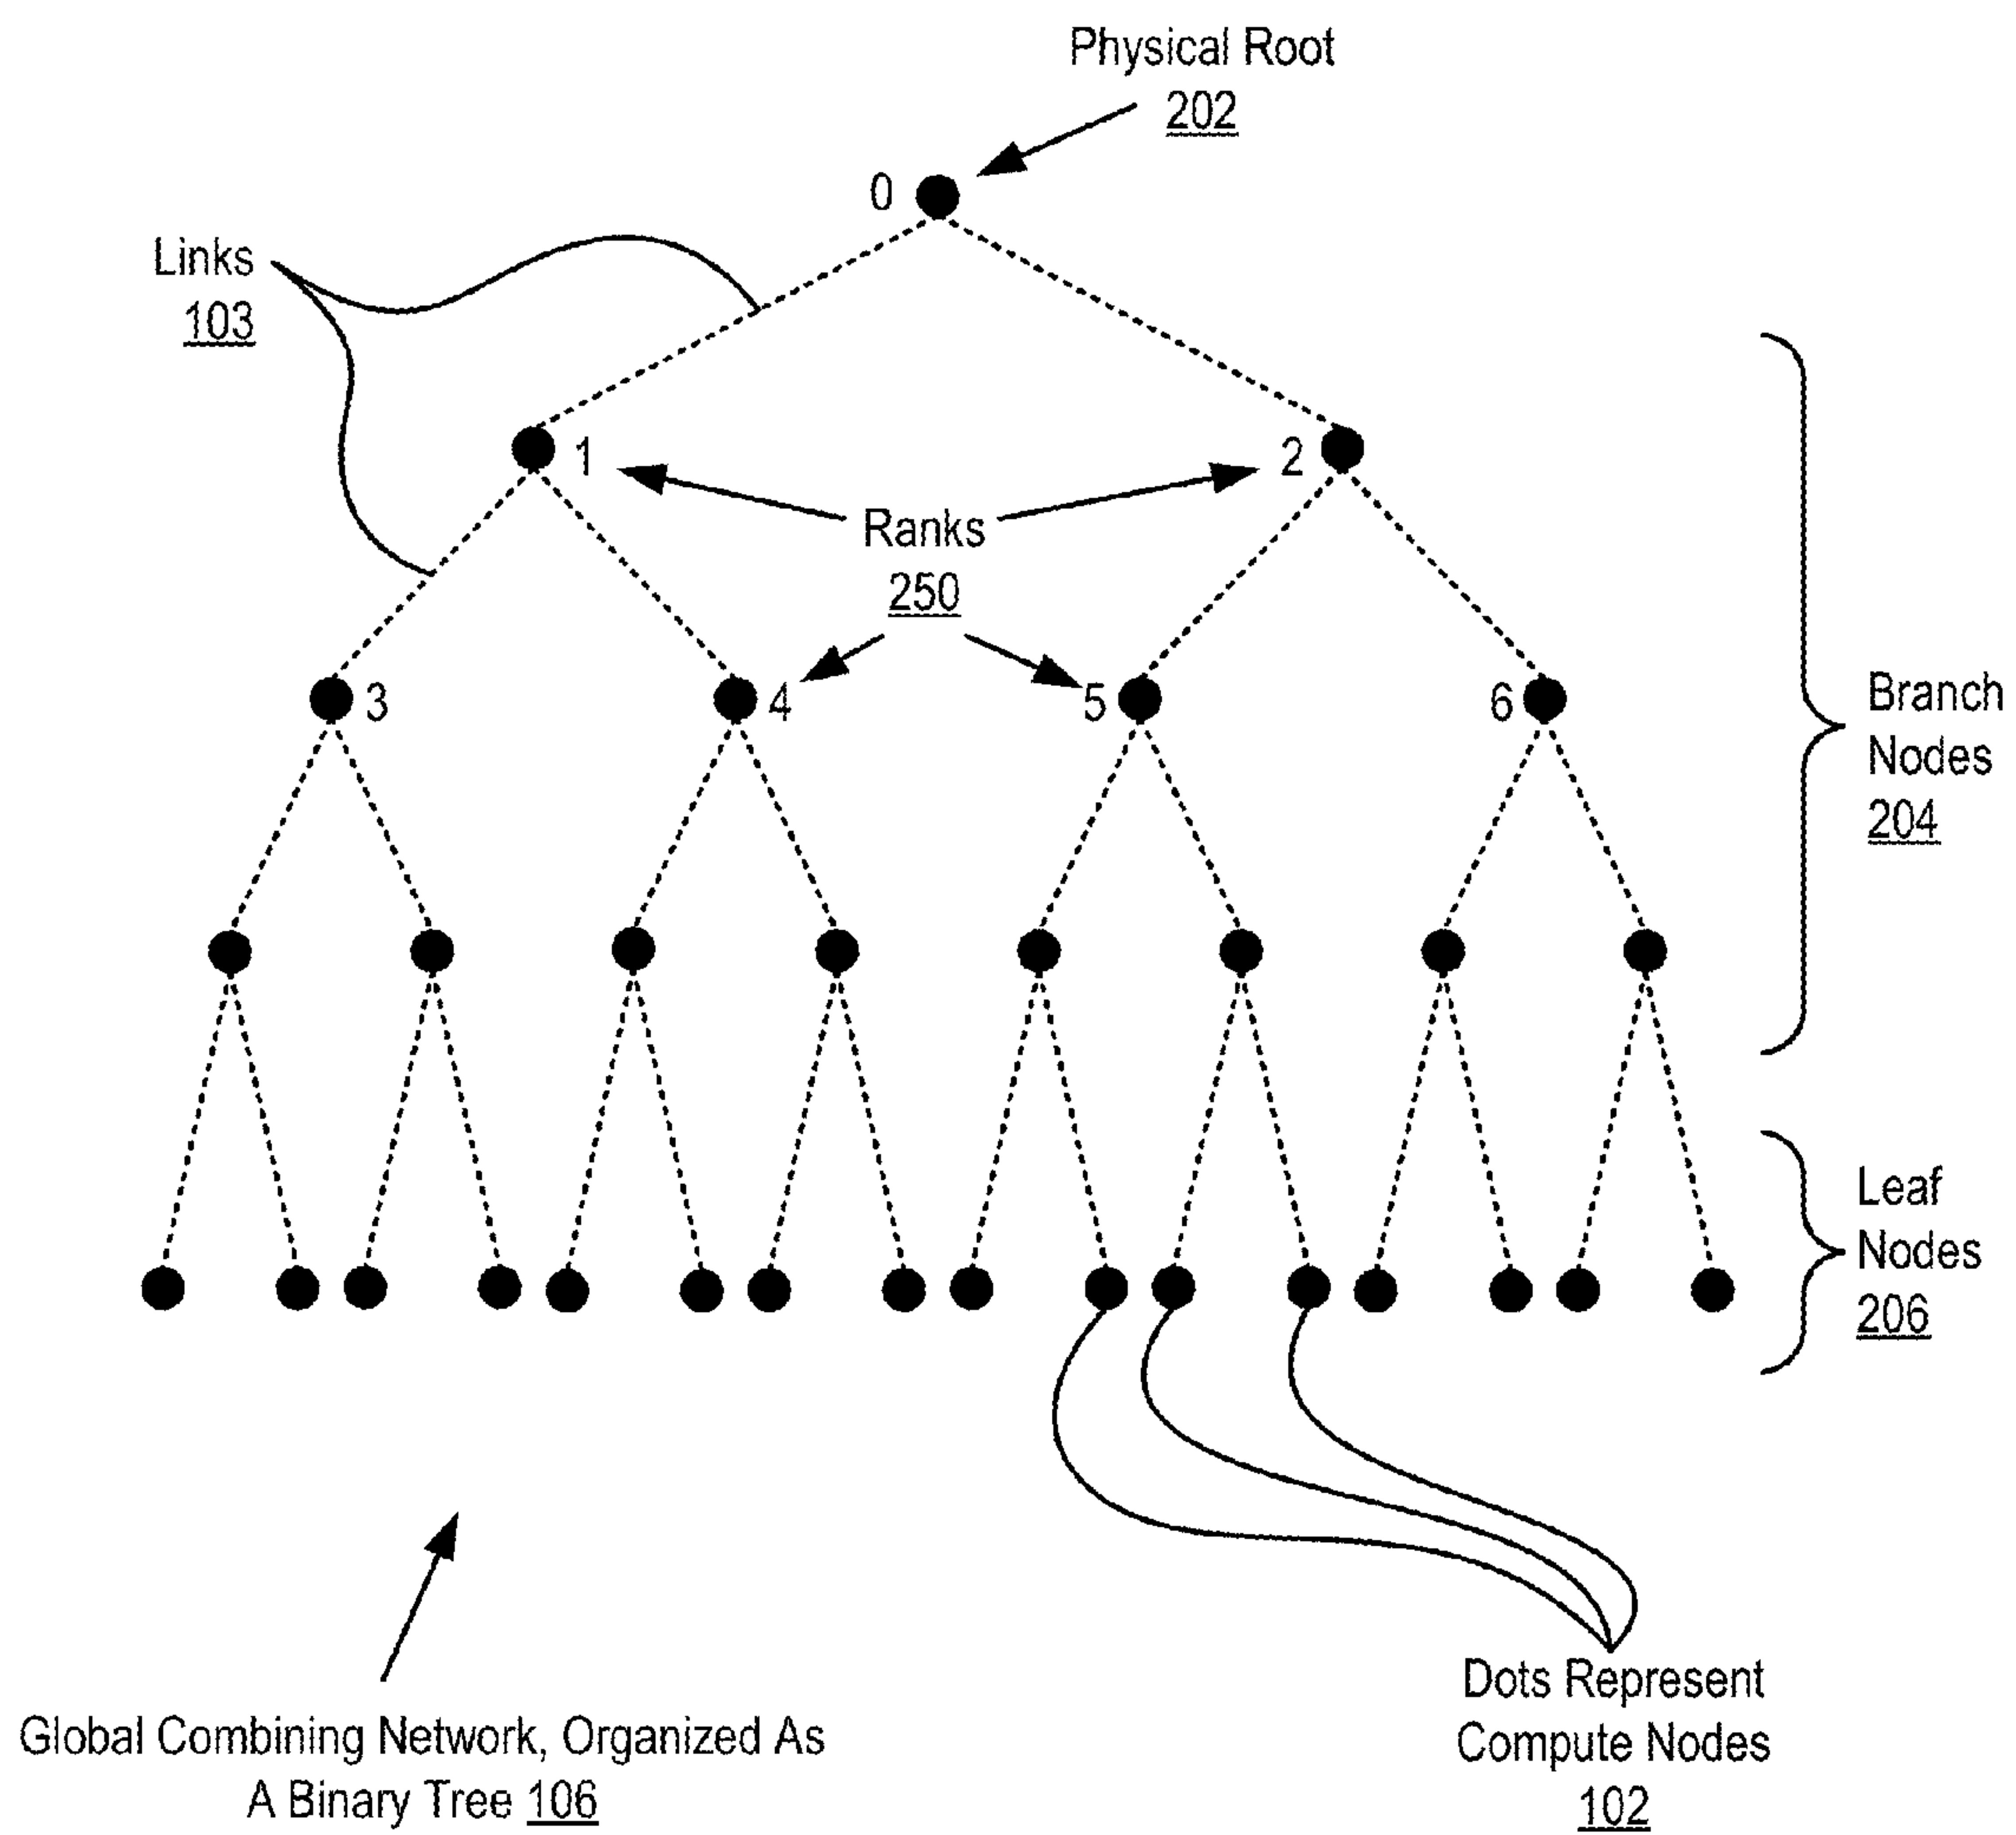 Physical Root
202
0
Links
103
1
2
Ranks
250
3
4
5
6
Branch
Nodes
204
Leaf
Nodes
206
Global Combining Network, Organized As
A Binary Tree 106
Dots Represent
Compute Nodes
102